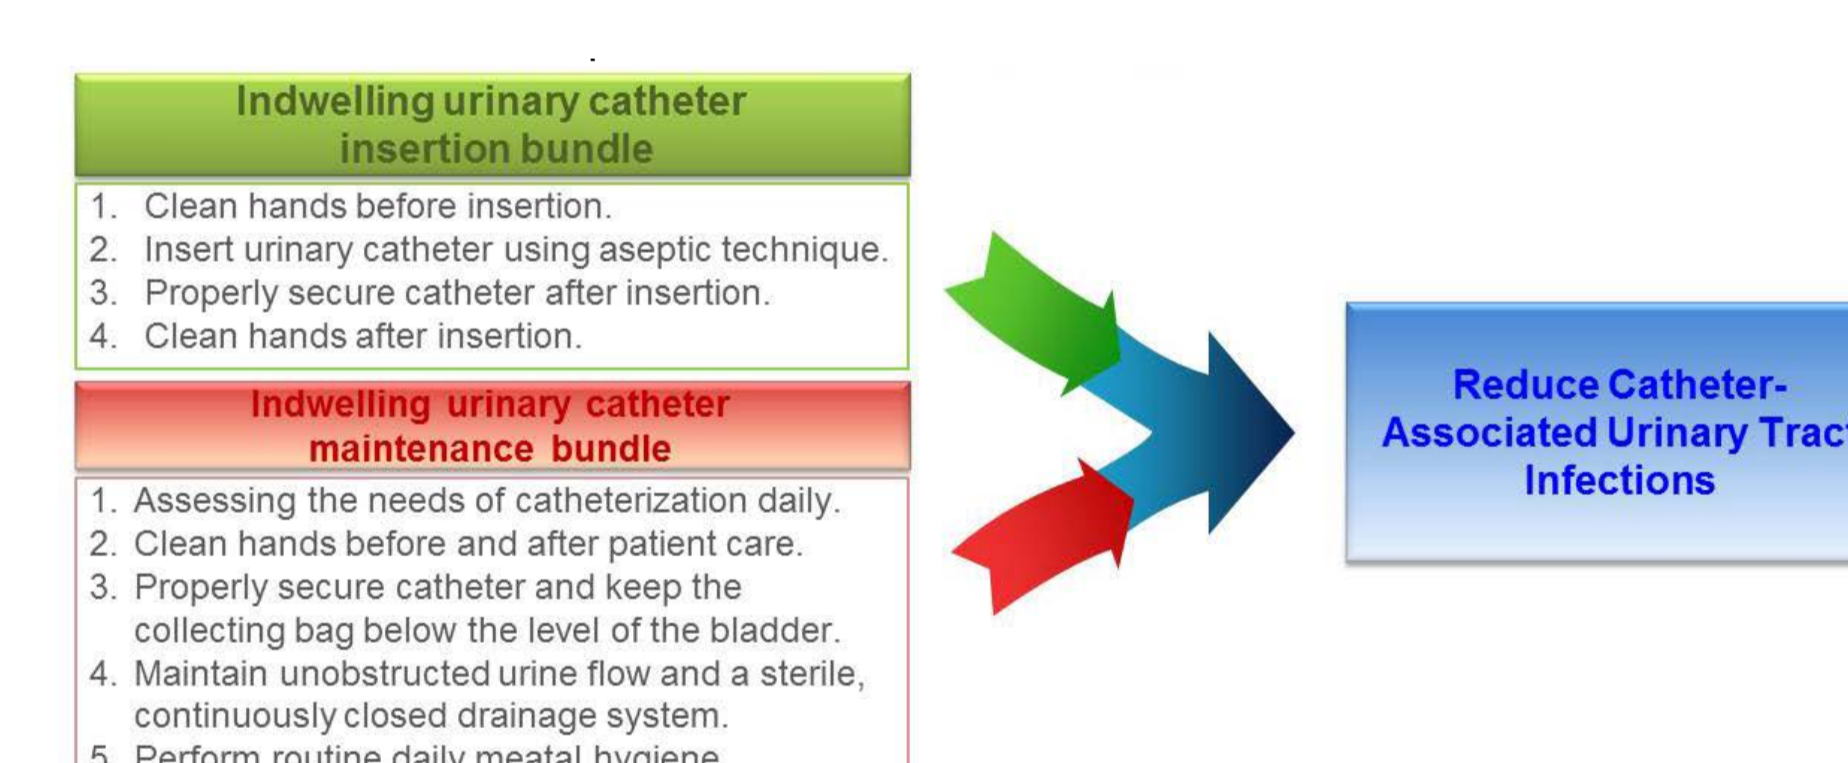 Indwelling urinary catheter
insertion bundle
1. Clean hands before insertion.
2. Insert urinary catheter using aseptic technique.
3. Properly secure catheter after insertion.
4. Clean hands after insertion.
Indwelling urinary catheter
maintenance bundle
1. Assessing the needs of catheterization daily.
2. Clean hands before and after patient care.
3. Properly secure catheter and keep the
collecting bag below the level of the bladder.
4. Maintain unobstructed urine flow and a sterile,
continuously closed drainage system.
5. Perform routine daily meatal hygiene.
Reduce Catheter-
Associated Urinary Tract
Infections